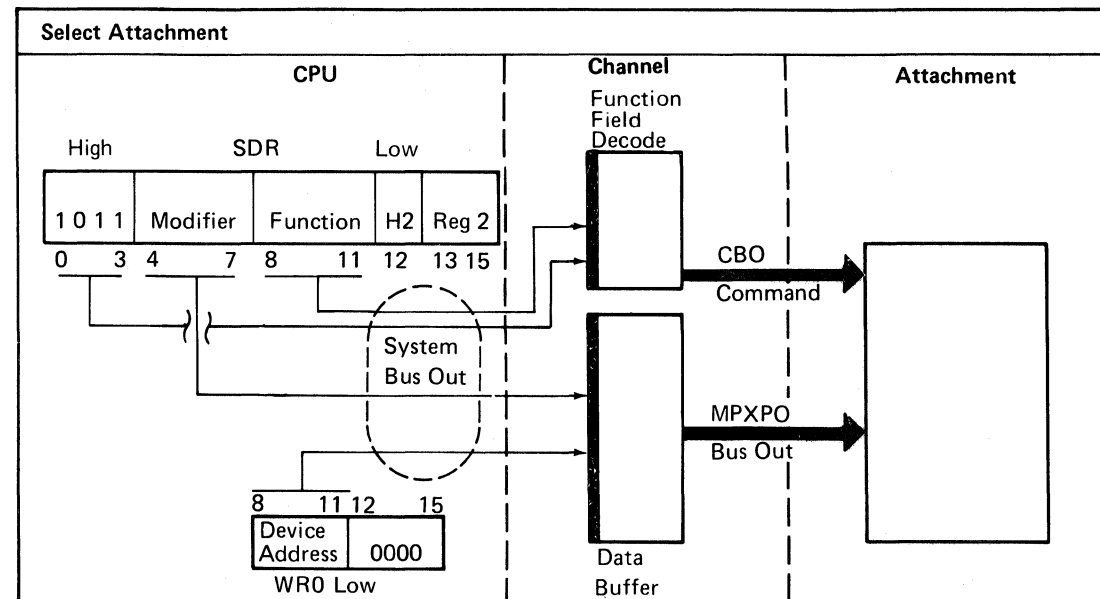 Select Attachment
CPU
Channel
Attachment
Function
Field
Decode
High SDR Low
1 0 1 1 Modifier Function H2 Reg 2
0 3 4 7 8 11 12 13 15
CBO
Command
System
Bus Out
MPXPO
Bus Out
8 11 12 15
Device
Address 0000
WR0 Low
Data
Buffer